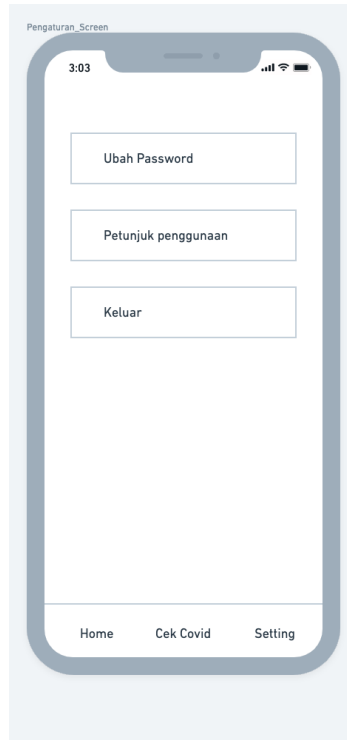 Pengaturan_Screen
3:03
Ubah Password
Petunjuk penggunaan
Keluar
Home Cek Covid Setting